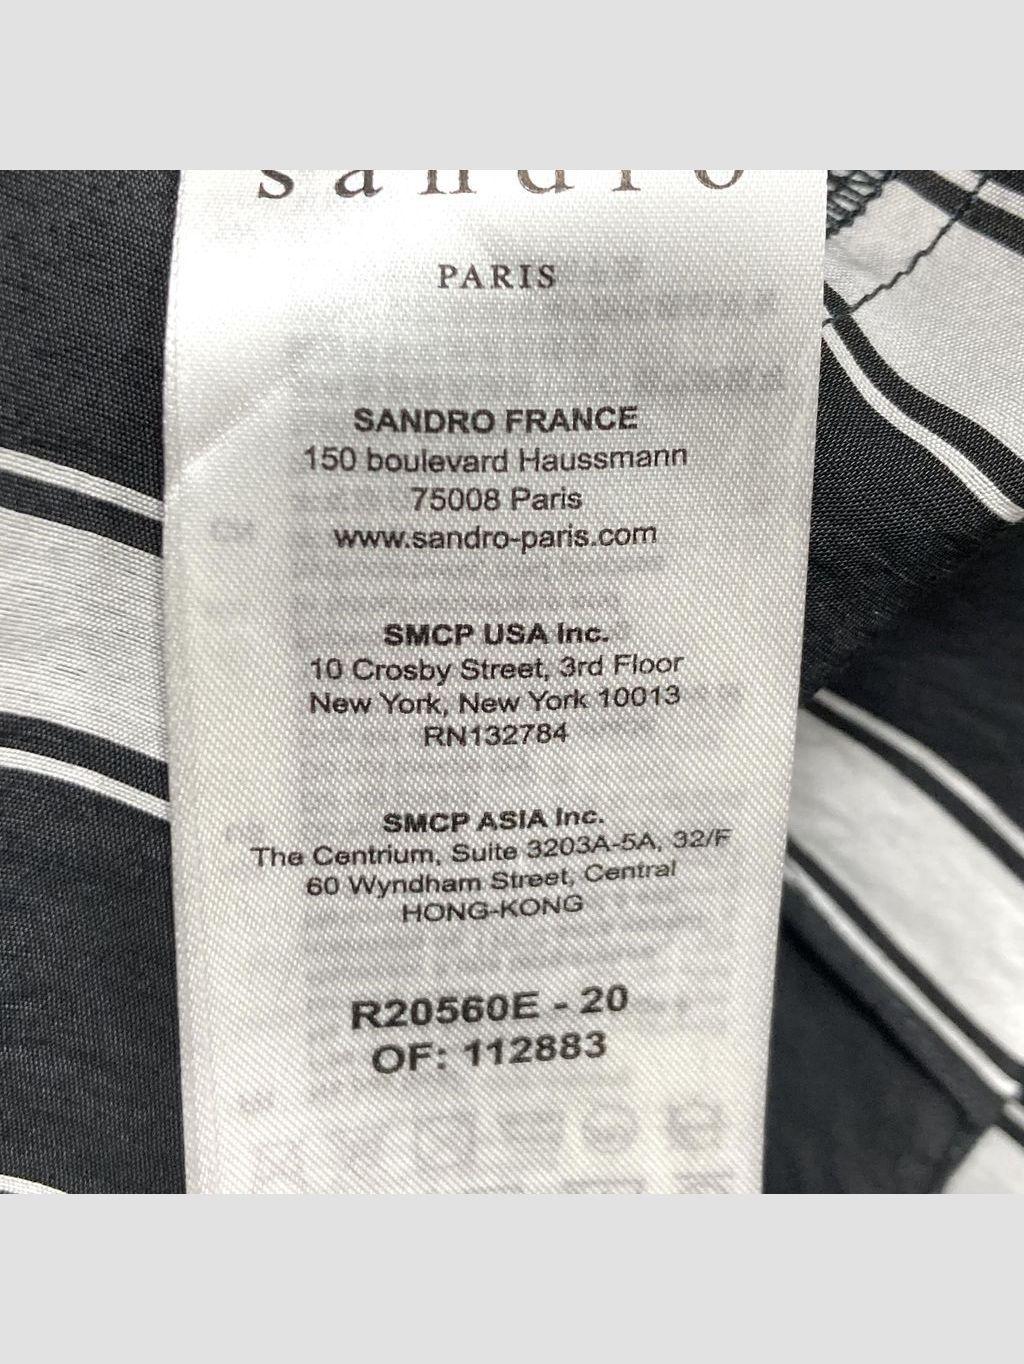 sandro
PARIS
SANDRO FRANCE
150 boulevard Haussmann
75008 Paris
www.sandro-paris.com
SMCP USA Inc.
10 Crosby Street, 3rd Floor
New York, New York 10013
RN132784
SMCP ASIA Inc.
The Centrium, Suite 3203A-5A, 32/F
60 Wyndham Street, Central
HONG-KONG
R20560E - 20
OF: 112883